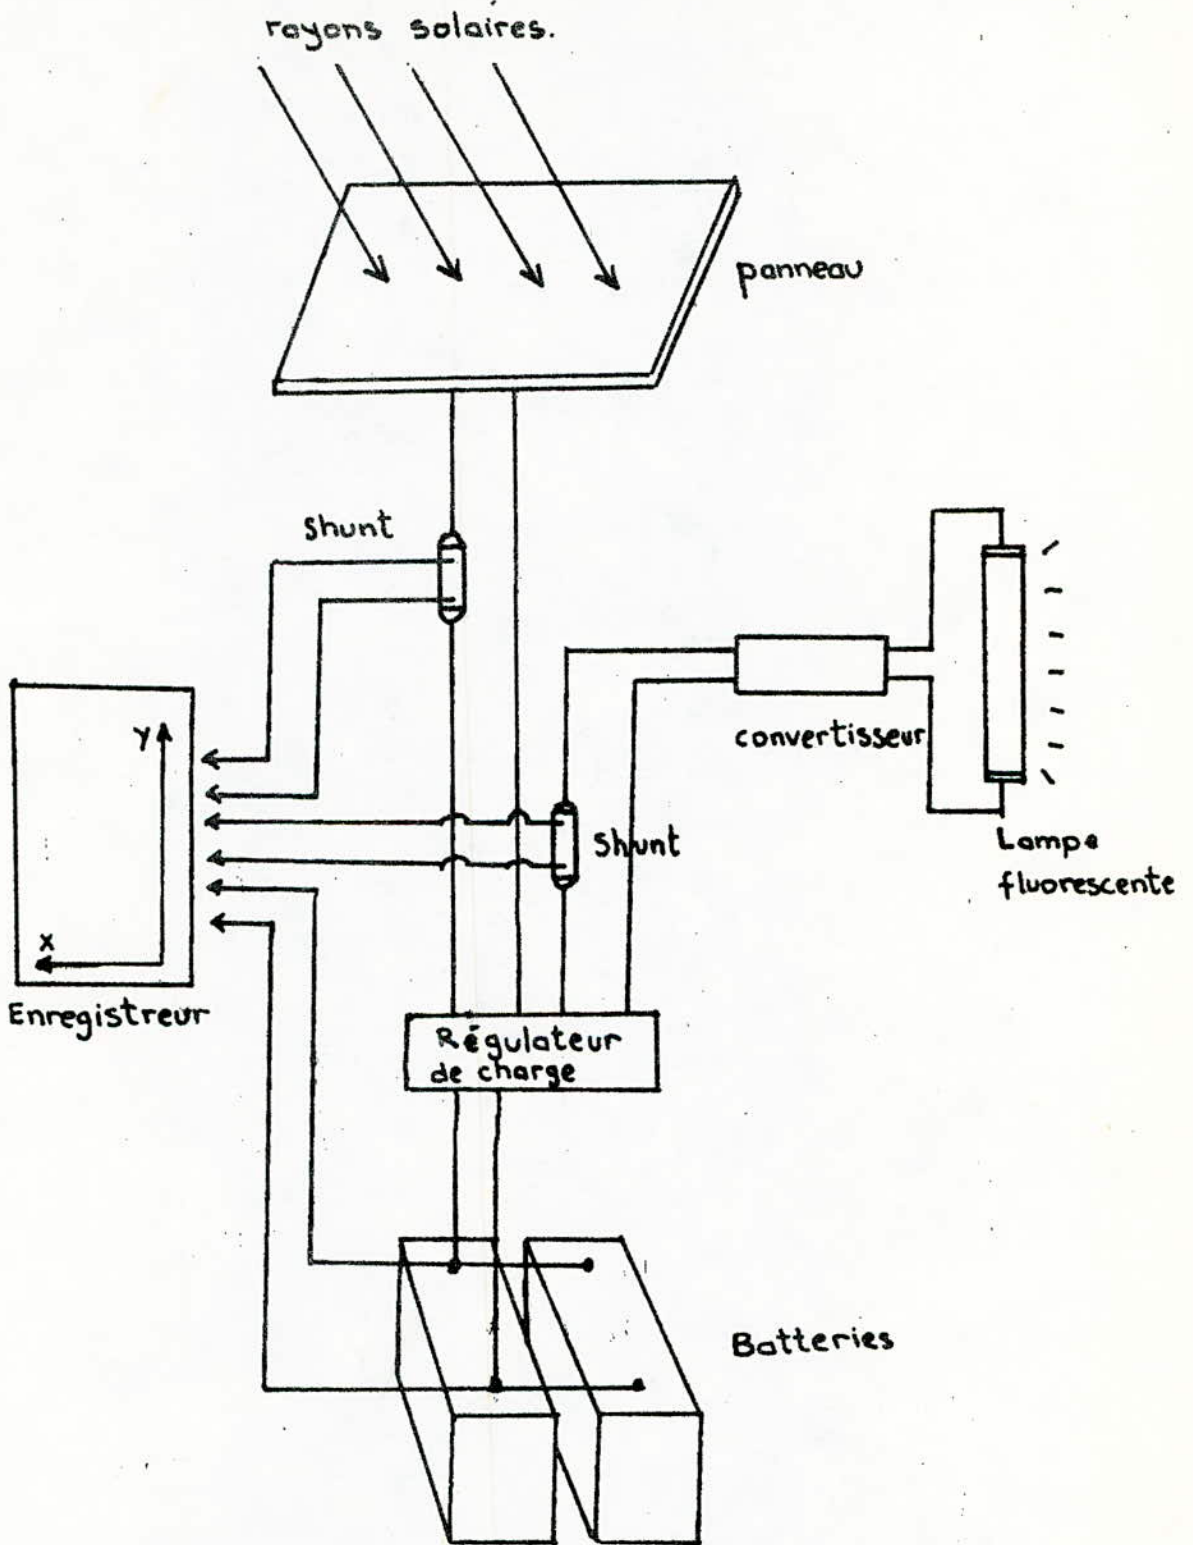 rayons solaires.
panneau
Shunt
convertisseur
Lampe
fluorescente
Shunt
y
x
Enregistreur
Régulateur
de charge
Batteries